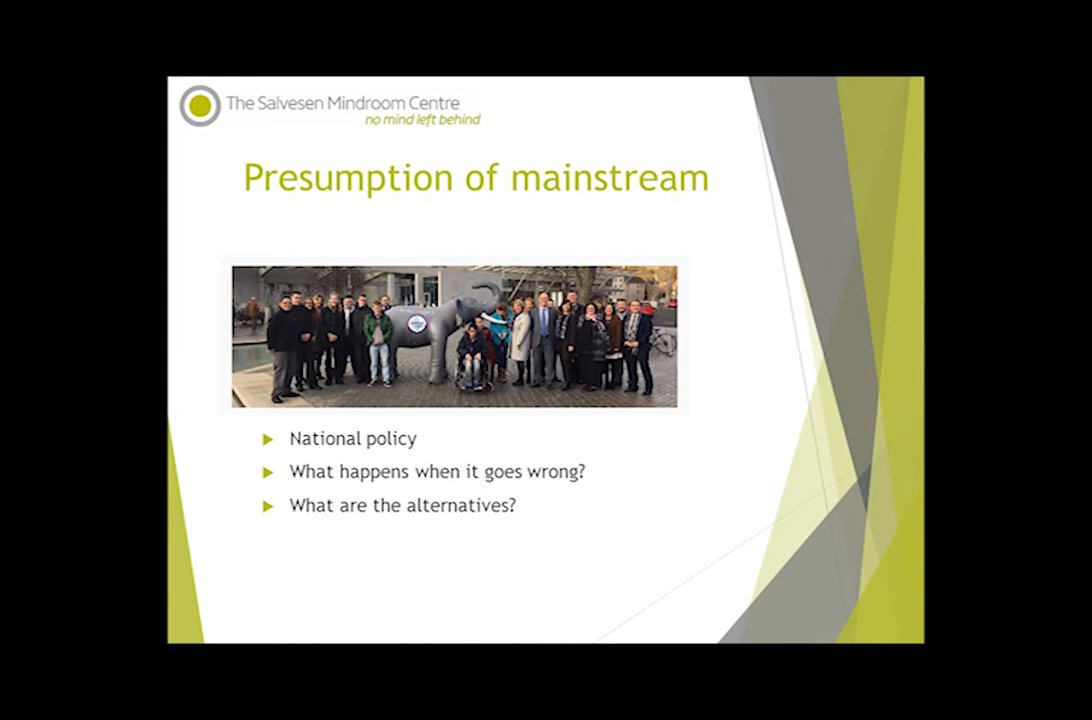 The Salvesen Mindroom Centre
no mind left behind
Presumption of mainstream
National policy
What happens when it goes wrong?
What are the alternatives?